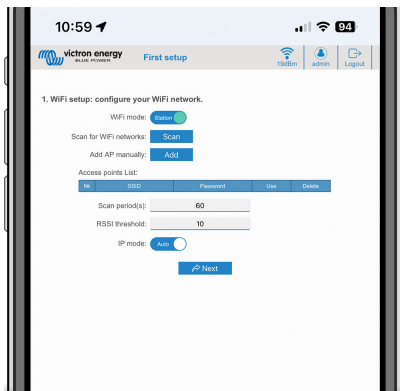 10:59
94
victron energy
BLUE POWER
First setup
19dBm
admin
Logout
1. WiFi setup: configure your WiFi network.
WiFi mode: Station
Scan for WiFi networks: Scan
Add AP manually: Add
Access points List:
Nr SSID Password Use Delete
Scan period(s): 60
RSSI threshold: 10
IP mode: Auto
Next